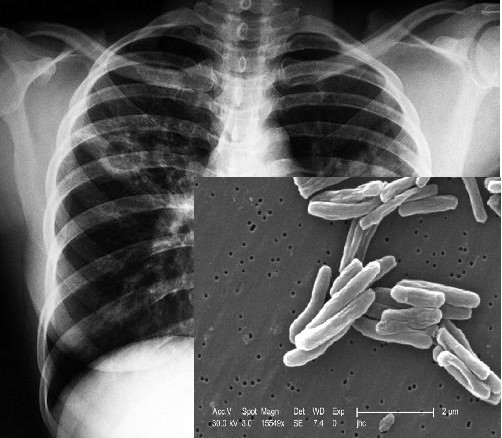 Acc.V Spot Magn Det WD Exp 2 µm
30.0 kV 3.0 15549x SE 7.4 0 jhc